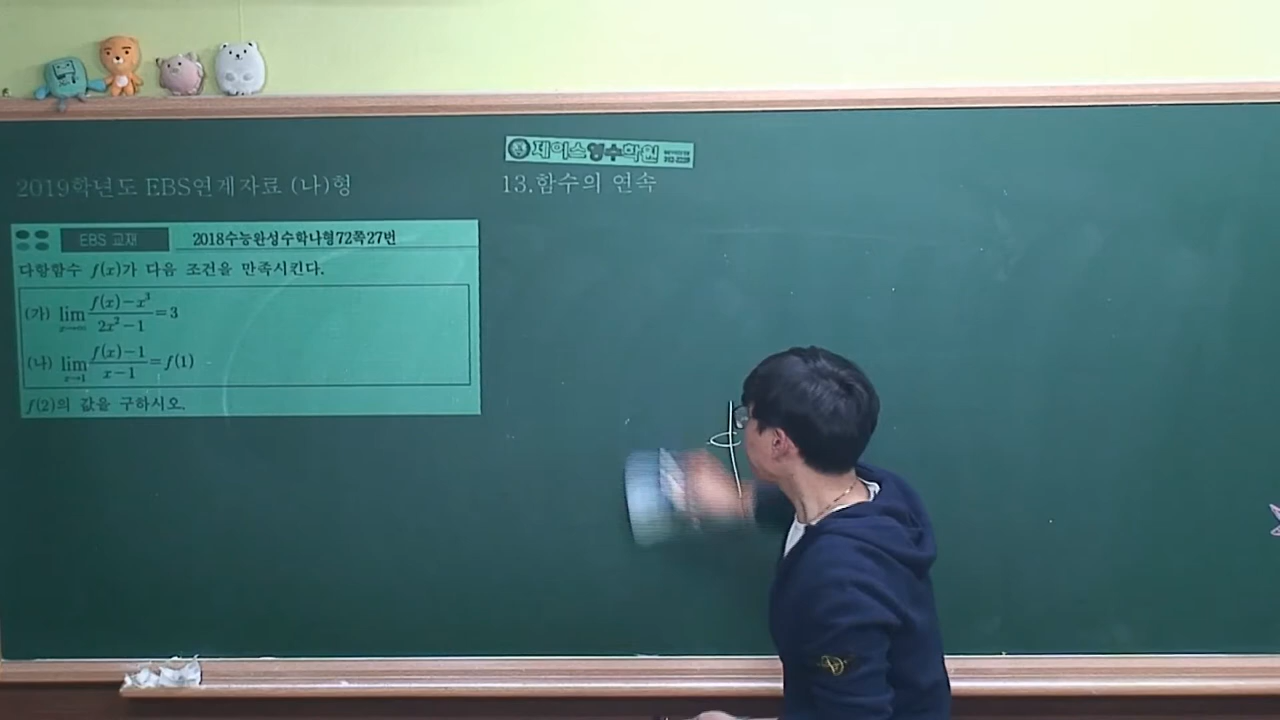 제이스영수학원
2019학년도 EBS연계자료 (나)형
13.함수의 연속
EBS 교재 2018수능완성수학나형72쪽27번
다항함수 f(x)가 다음 조건을 만족시킨다.
(가) lim x→∞ f(x)-x³ / 2x²-1 = 3
(나) lim x→1 f(x)-1 / x-1 = f(1)
f(2)의 값을 구하시오.